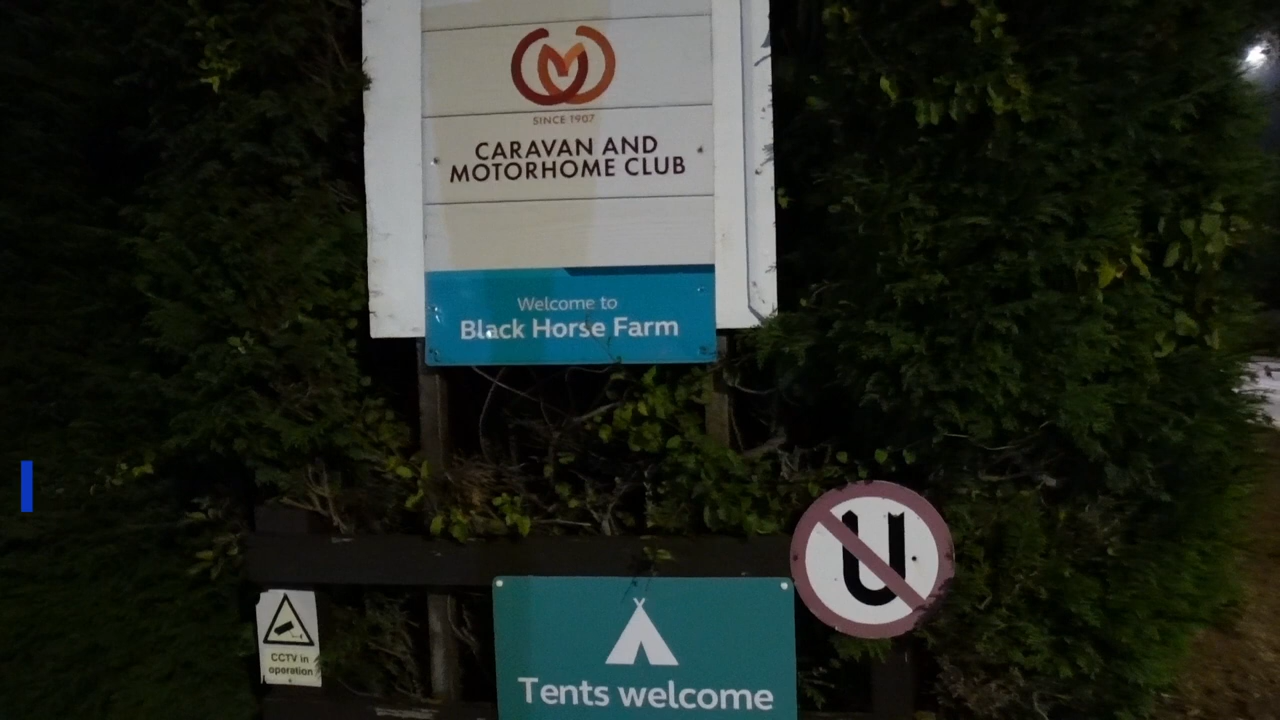 SINCE 1907
CARAVAN AND
MOTORHOME CLUB
Welcome to
Black Horse Farm
U
CCTV in
operation
Tents welcome